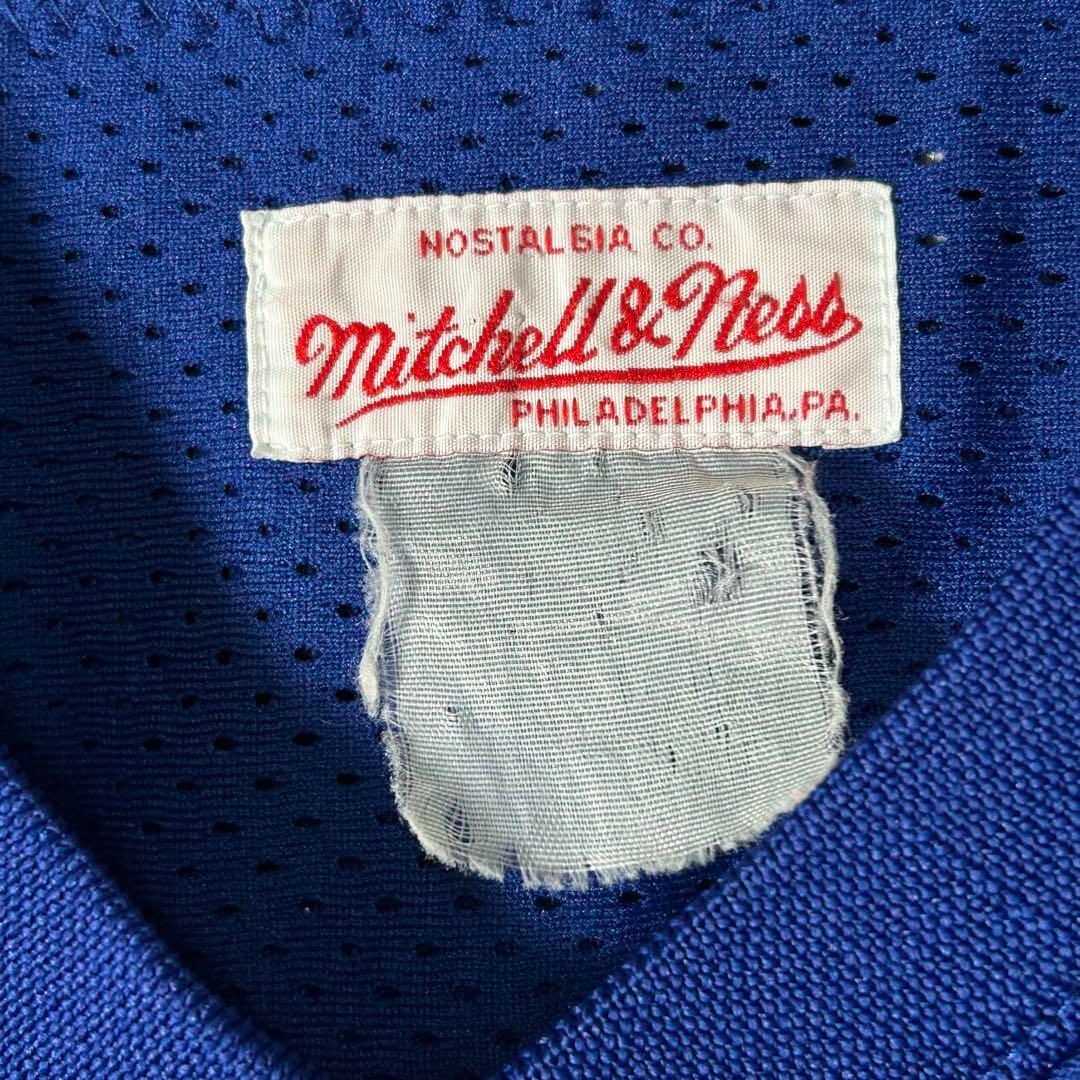 NOSTALGIA CO.
Mitchell & Ness
PHILADELPHIA, PA.